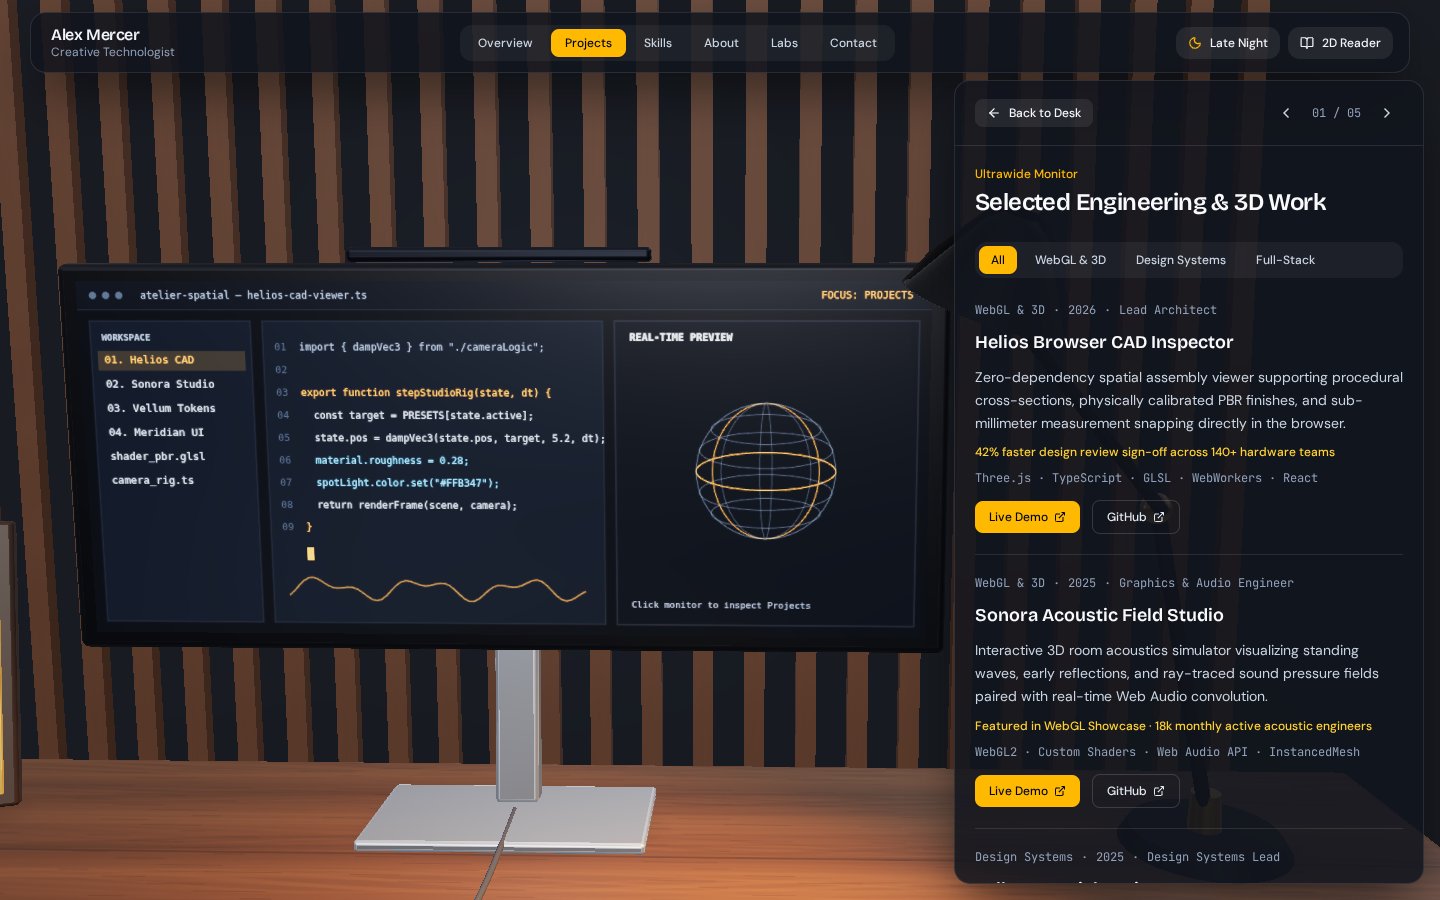 Alex Mercer
Creative Technologist
Overview
Projects
Skills
About
Labs
Contact
Late Night
2D Reader
atelier-spatial — helios-cad-viewer.ts
FOCUS: PROJECTS
WORKSPACE
01. Helios CAD
02. Sonora Studio
03. Vellum Tokens
04. Meridian UI
shader_pbr.glsl
camera_rig.ts
01 import { dampVec3 } from "./cameraLogic";
02
03 export function stepStudioRig(state, dt) {
04 const target = PRESETS[state.active];
05 state.pos = dampVec3(state.pos, target, 5.2, dt);
06 material.roughness = 0.28;
07 spotLight.color.set("#FFB347");
08 return renderFrame(scene, camera);
09 }
REAL-TIME PREVIEW
Click monitor to inspect Projects
Back to Desk
01 / 05
Ultrawide Monitor
Selected Engineering & 3D Work
All
WebGL & 3D
Design Systems
Full-Stack
WebGL & 3D · 2026 · Lead Architect
Helios Browser CAD Inspector
Zero-dependency spatial assembly viewer supporting procedural
cross-sections, physically calibrated PBR finishes, and sub-
millimeter measurement snapping directly in the browser.
42% faster design review sign-off across 140+ hardware teams
Three.js · TypeScript · GLSL · WebWorkers · React
Live Demo
GitHub
WebGL & 3D · 2025 · Graphics & Audio Engineer
Sonora Acoustic Field Studio
Interactive 3D room acoustics simulator visualizing standing
waves, early reflections, and ray-traced sound pressure fields
paired with real-time Web Audio convolution.
Featured in WebGL Showcase · 18k monthly active acoustic engineers
WebGL2 · Custom Shaders · Web Audio API · InstancedMesh
Live Demo
GitHub
Design Systems · 2025 · Design Systems Lead